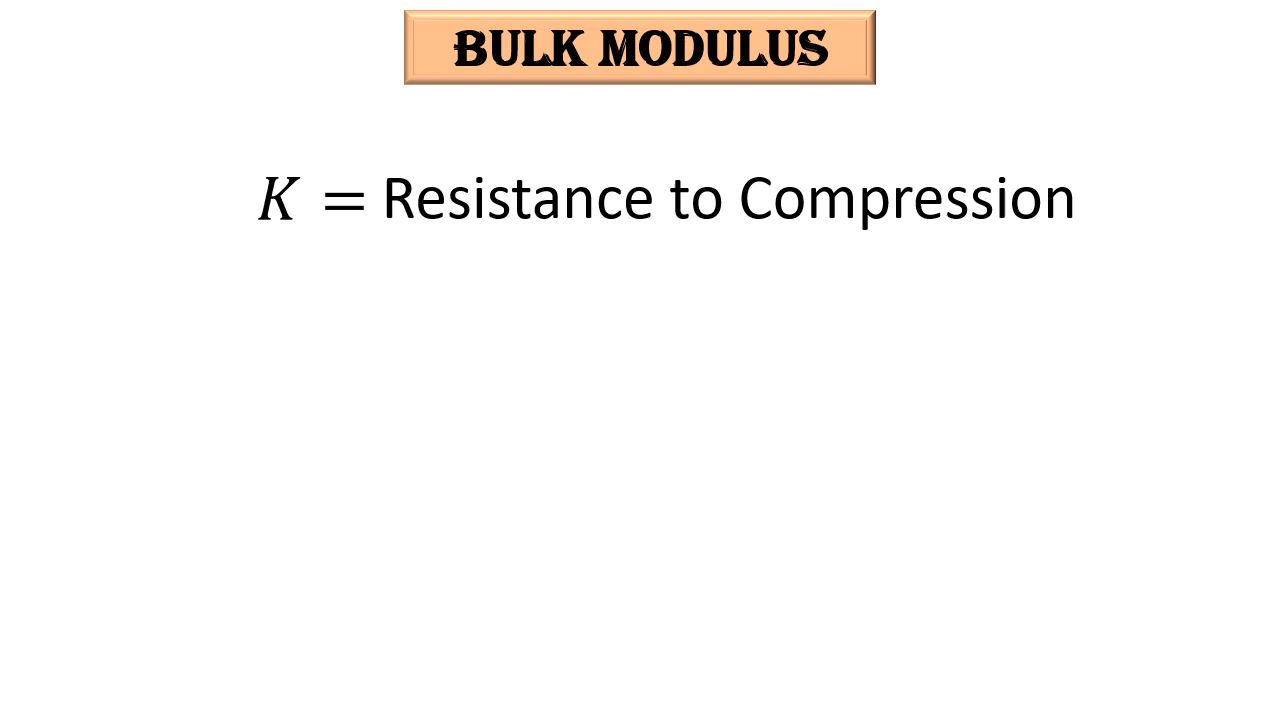 BULK MODULUS
K = Resistance to Compression